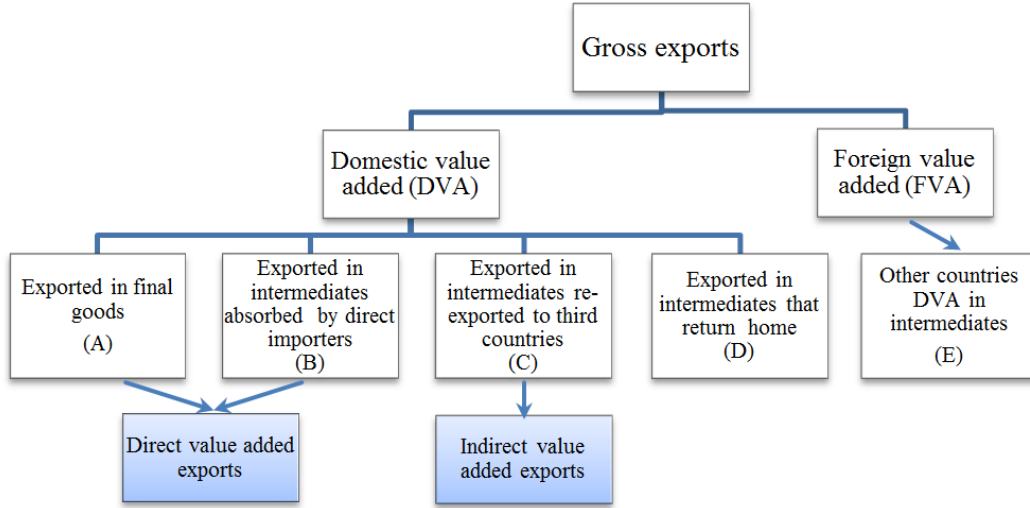 Gross exports
Domestic value
added (DVA)
Foreign value
added (FVA)
Exported in final
goods
(A)
Exported in
intermediates
absorbed by direct
importers
(B)
Exported in
intermediates re-
exported to third
countries
(C)
Exported in
intermediates that
return home
(D)
Other countries
DVA in
intermediates
(E)
Direct value added
exports
Indirect value
added exports